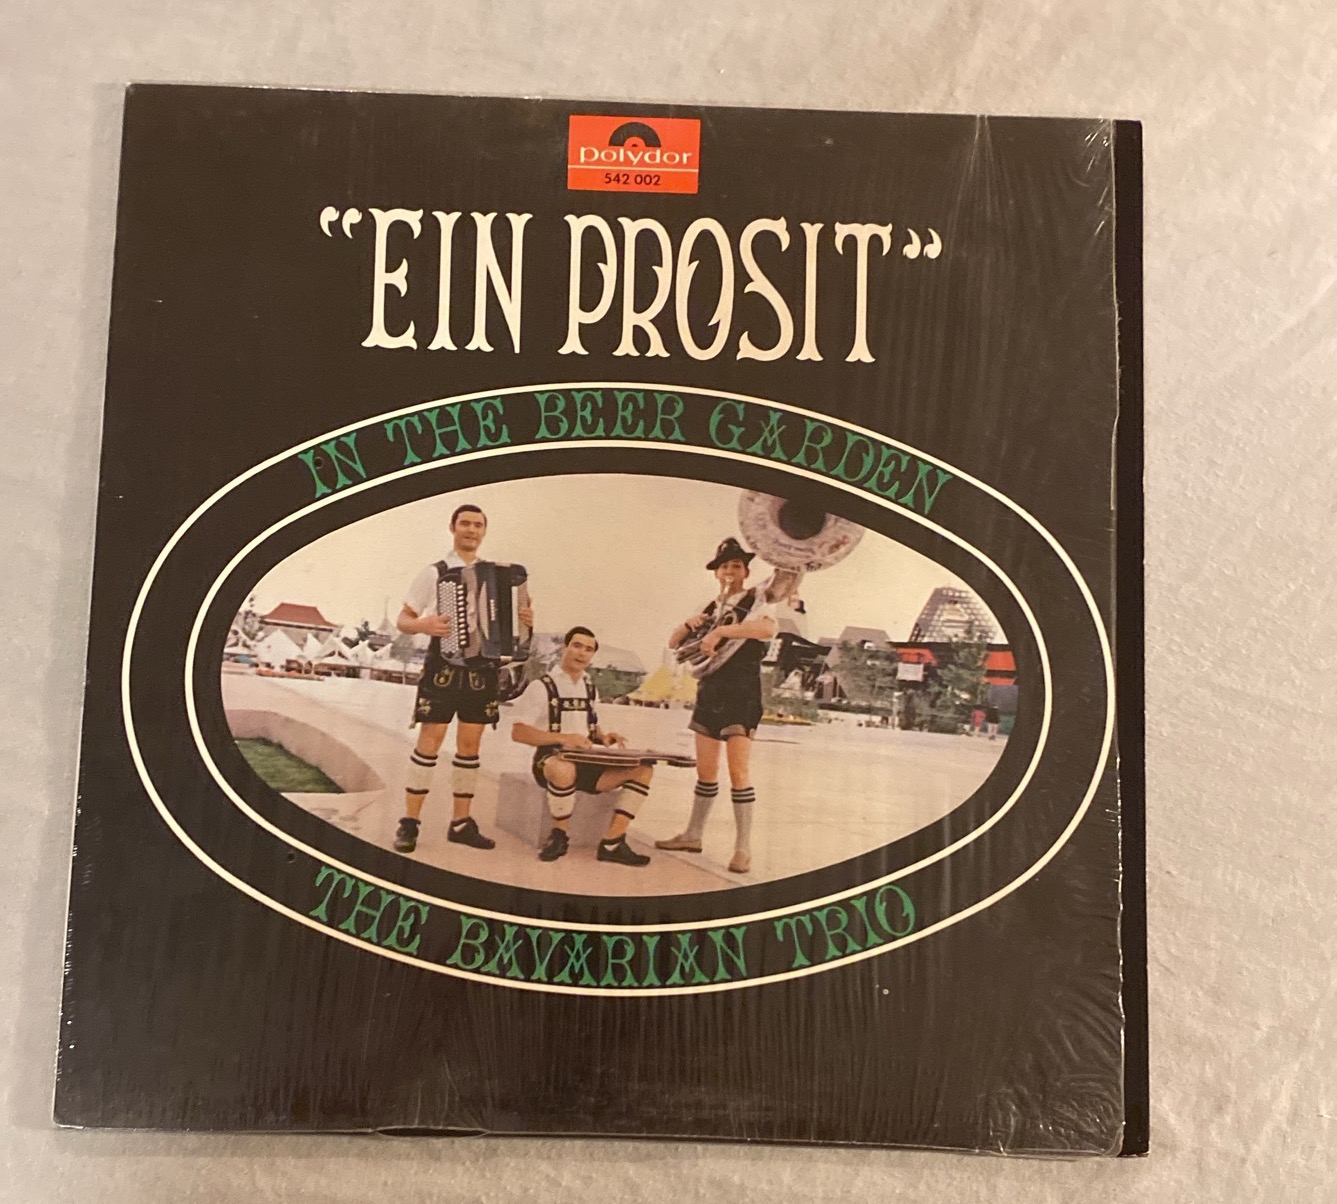 polydor
542 002
“EIN PROSIT”
IN THE BEER GARDEN
THE BAVARIAN TRIO